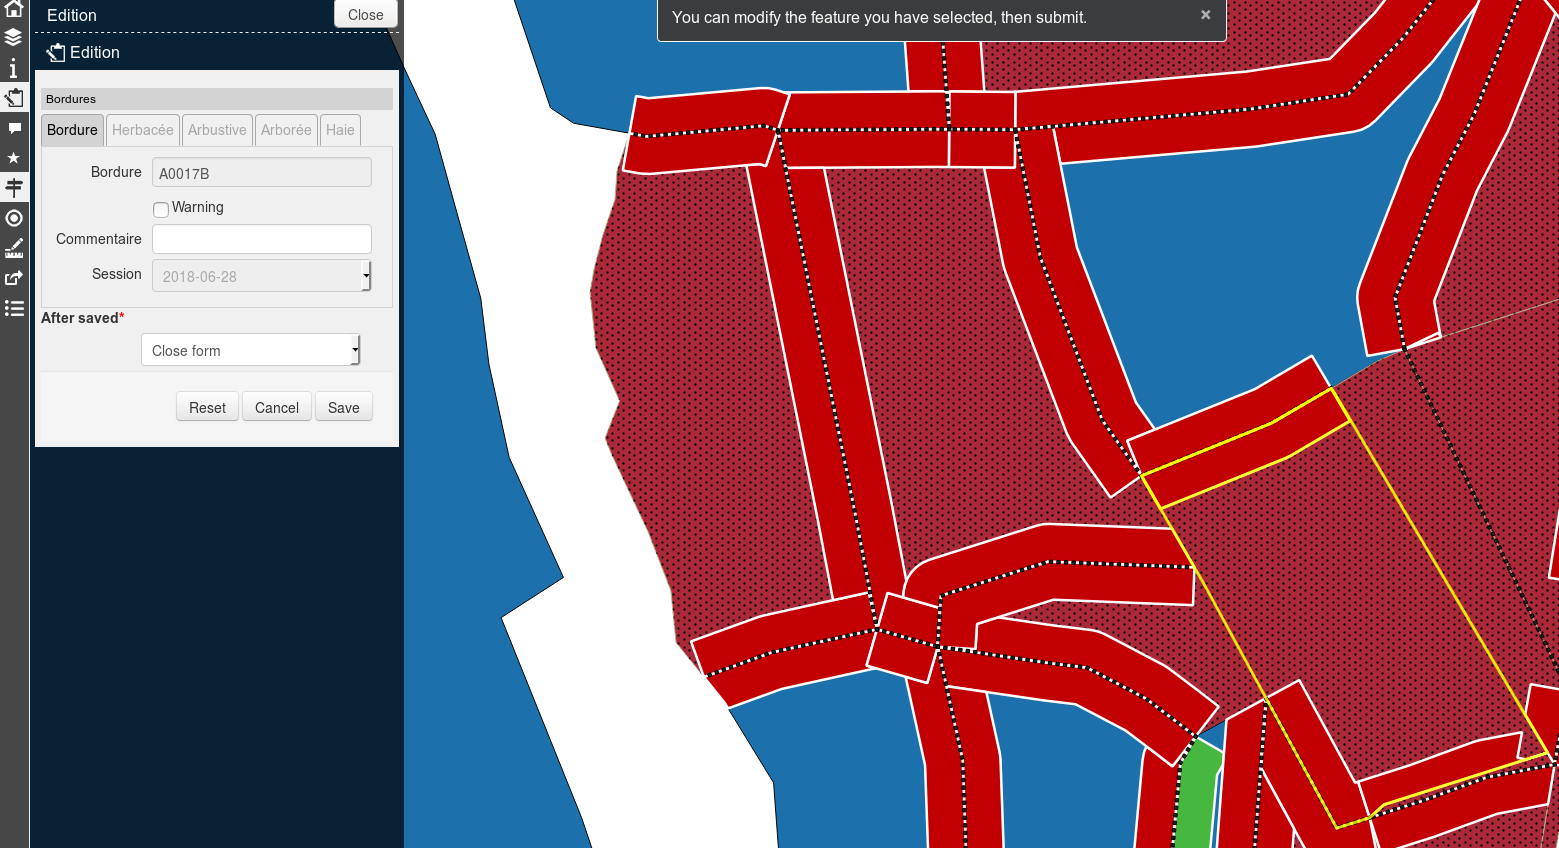 Edition
Close
Edition
Bordures
Bordure Herbacée Arbustive Arborée Haie
Bordure A0017B
Warning
Commentaire
Session 2018-06-28
After saved*
Close form
Reset Cancel Save
You can modify the feature you have selected, then submit. ×